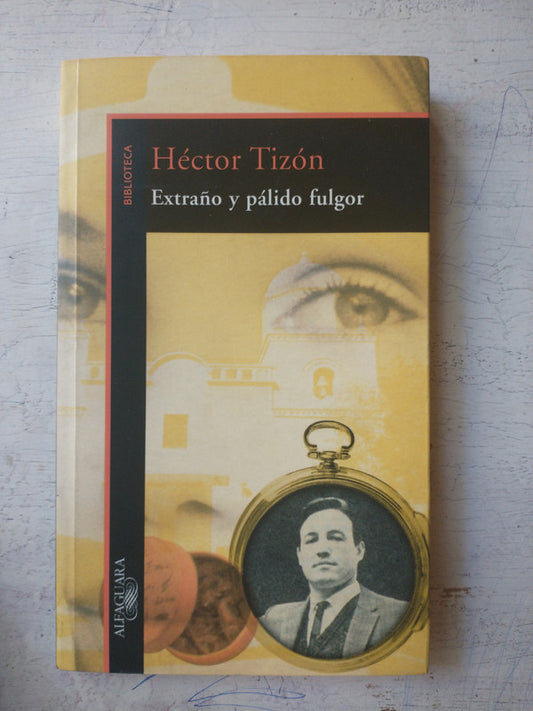 BIBLIOTECA
Héctor Tizón
Extraño y pálido fulgor
ALFAGUARA